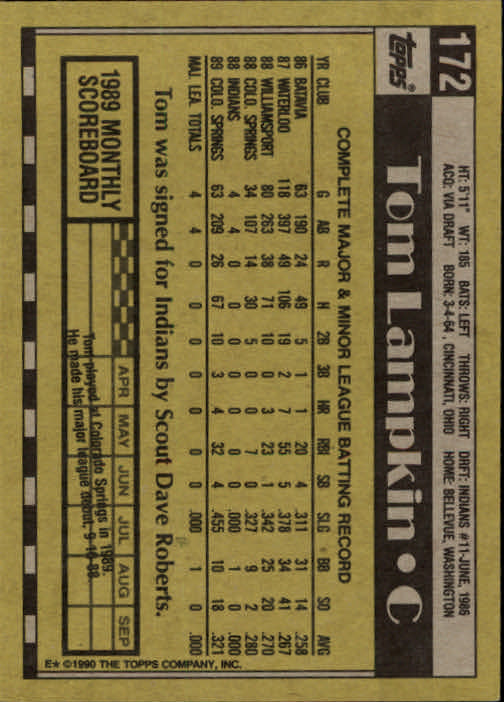 172
topps®
Tom Lampkin • C
HT: 5'11" WT: 185 BATS: LEFT THROWS: RIGHT DRFT: INDIANS #11-JUNE, 1986
ACQ: VIA DRAFT BORN: 3-4-64, CINCINNATI, OHIO HOME: BELLEVUE, WASHINGTON
COMPLETE MAJOR & MINOR LEAGUE BATTING RECORD
YR CLUB G AB R H 2B 3B HR RBI SB SLG BB SO AVG
86 BATAVIA 63 190 24 49 5 1 1 20 4 .311 31 14 .258
87 WATERLOO 118 397 49 106 19 2 7 55 5 .378 34 41 .267
88 WILLIAMSPORT 80 263 38 71 10 0 3 23 1 .342 25 20 .270
88 COLO. SPRINGS 34 107 14 30 5 0 0 7 0 .327 9 2 .280
88 INDIANS 4 4 0 0 0 0 0 0 0 .000 1 0 .000
89 COLO. SPRINGS 63 209 26 67 10 3 4 32 4 .455 10 18 .321
MAJ. LEA. TOTALS 4 4 0 0 0 0 0 0 0 .000 1 0 .000
Tom was signed for Indians by Scout Dave Roberts.
1989 MONTHLY
SCOREBOARD
APR MAY JUN JUL AUG SEP
Tom played at Colorado Springs in 1989.
He made his major league debut, 9-10-88.
E* ©1990 THE TOPPS COMPANY, INC.